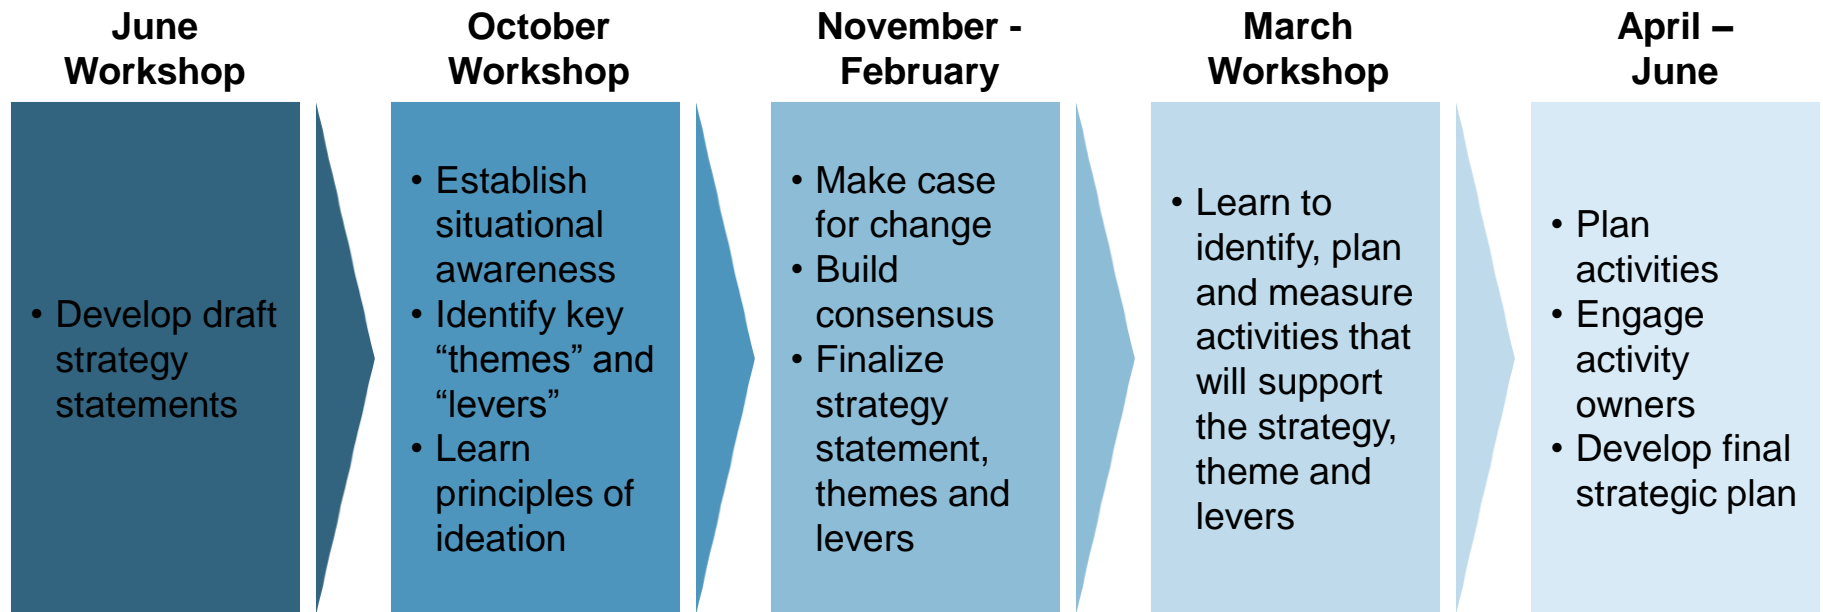 June
Workshop
• Develop draft
strategy
statements
October
Workshop
• Establish
situational
awareness
• Identify key
“themes” and
“levers”
• Learn
principles of
ideation
November -
February
• Make case
for change
• Build
consensus
• Finalize
strategy
statement,
themes and
levers
March
Workshop
• Learn to
identify, plan
and measure
activities that
will support
the strategy,
theme and
levers
April –
June
• Plan
activities
• Engage
activity
owners
• Develop final
strategic plan